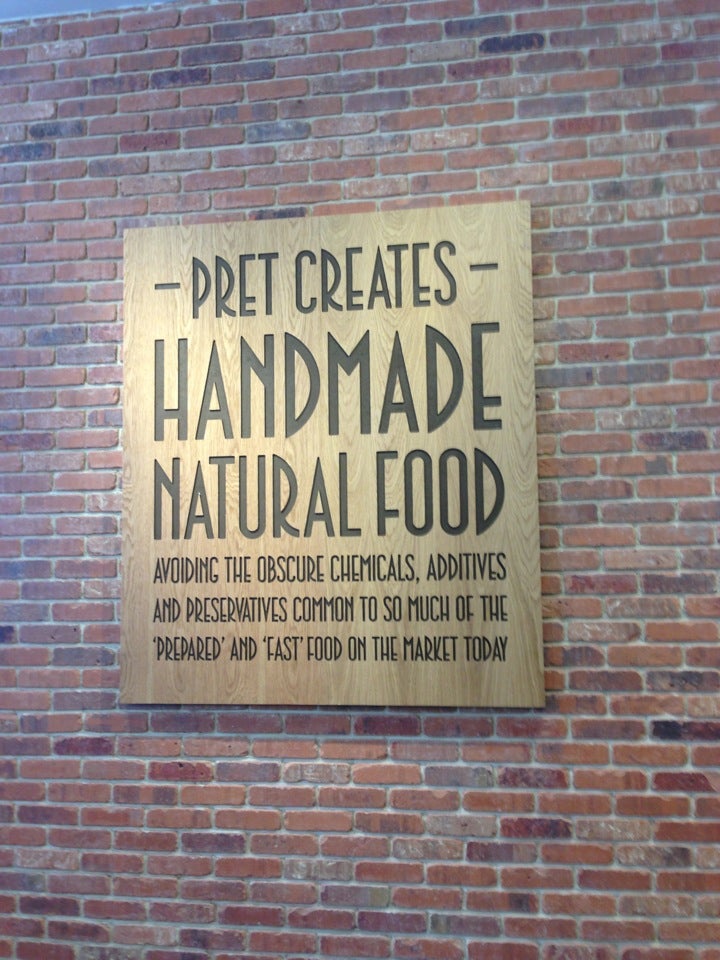 – PRET CREATES –
HANDMADE
NATURAL FOOD
AVOIDING THE OBSCURE CHEMICALS, ADDITIVES
AND PRESERVATIVES COMMON TO SO MUCH OF THE
‘PREPARED’ AND ‘FAST’ FOOD ON THE MARKET TODAY